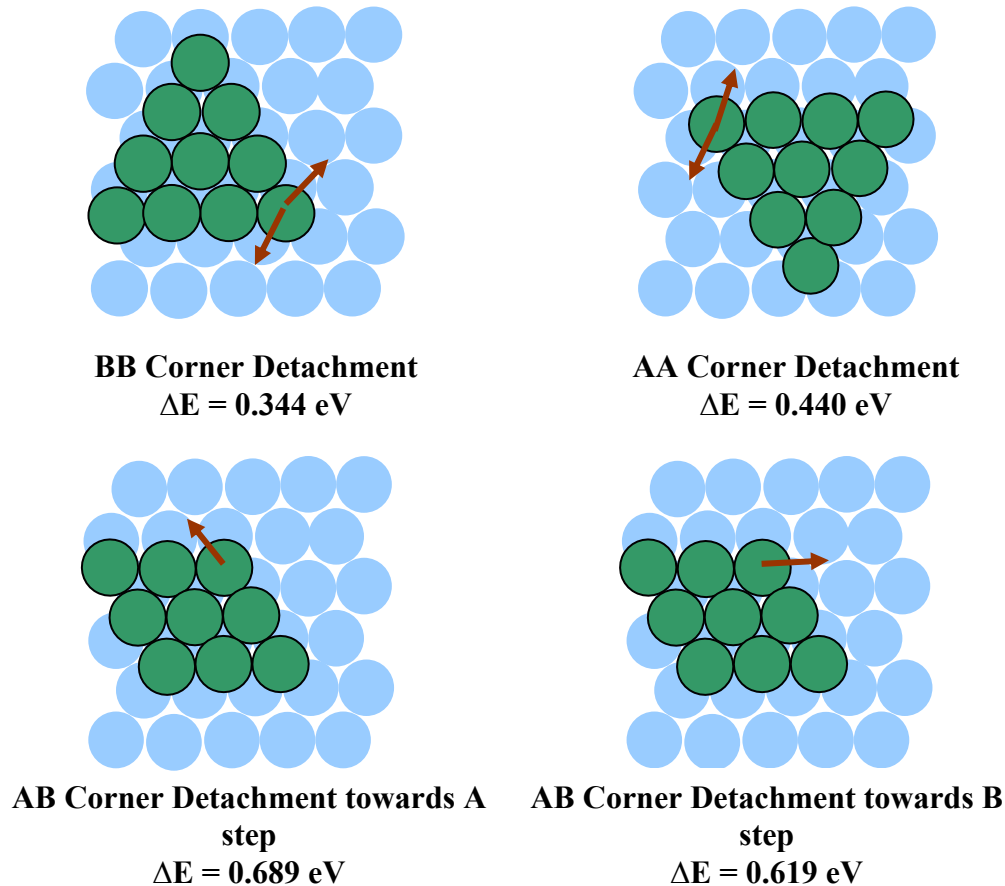 BB Corner Detachment
ΔE = 0.344 eV
AA Corner Detachment
ΔE = 0.440 eV
AB Corner Detachment towards A
step
ΔE = 0.689 eV
AB Corner Detachment towards B
step
ΔE = 0.619 eV